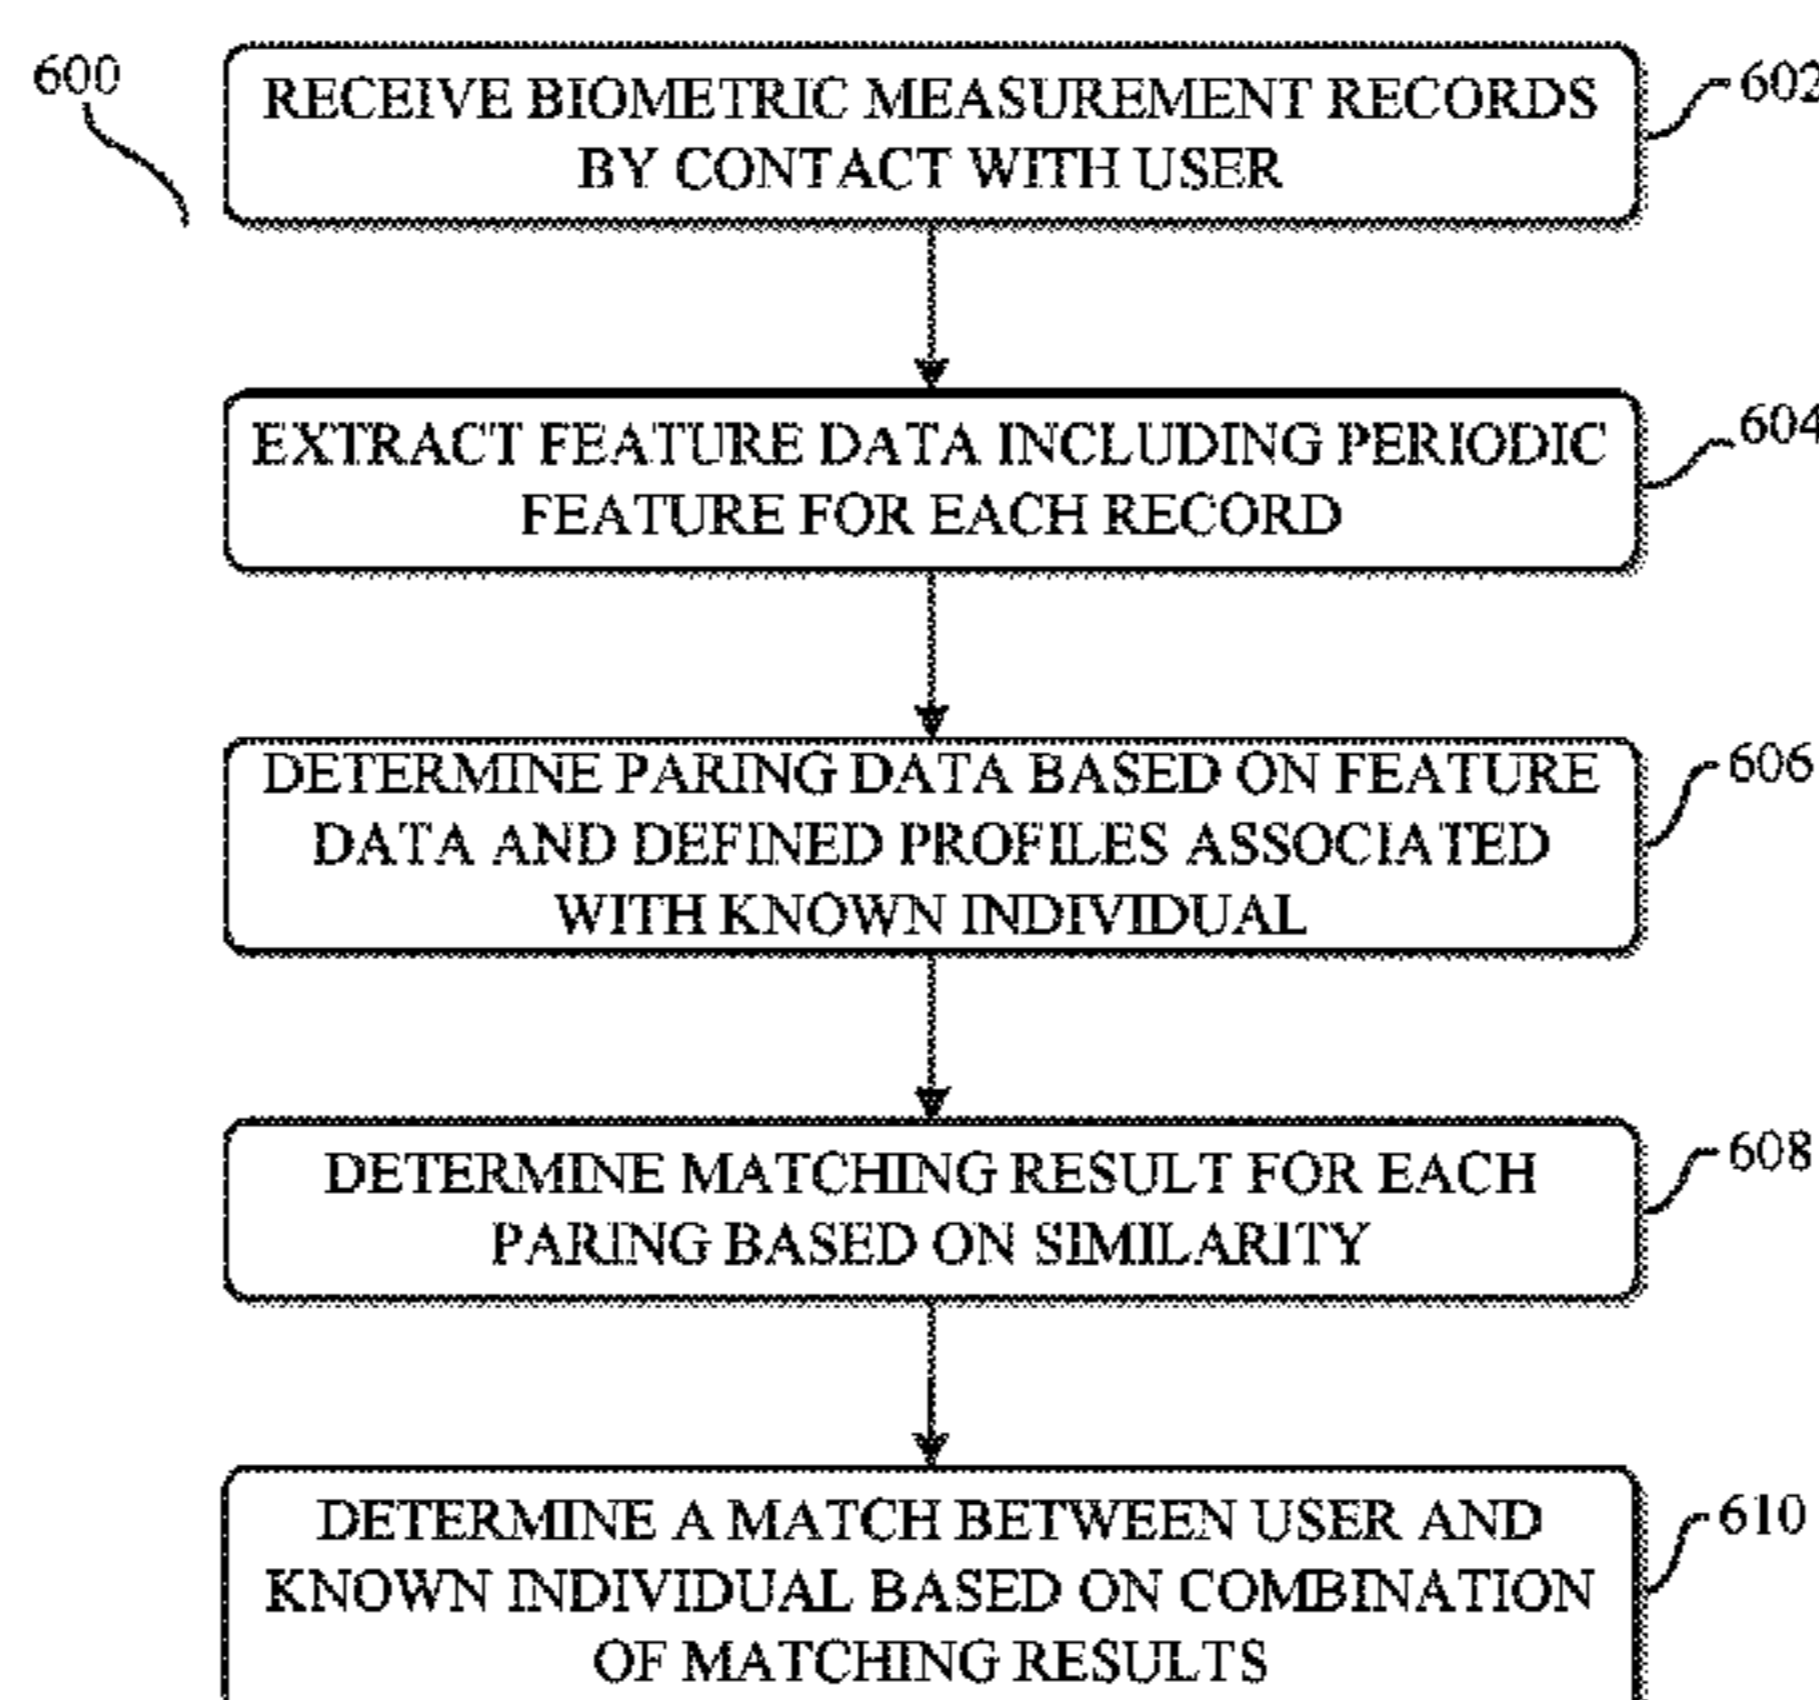 600
RECEIVE BIOMETRIC MEASUREMENT RECORDS
BY CONTACT WITH USER
602
EXTRACT FEATURE DATA INCLUDING PERIODIC
FEATURE FOR EACH RECORD
604
DETERMINE PARING DATA BASED ON FEATURE
DATA AND DEFINED PROFILES ASSOCIATED
WITH KNOWN INDIVIDUAL
606
DETERMINE MATCHING RESULT FOR EACH
PARING BASED ON SIMILARITY
608
DETERMINE A MATCH BETWEEN USER AND
KNOWN INDIVIDUAL BASED ON COMBINATION
OF MATCHING RESULTS
610